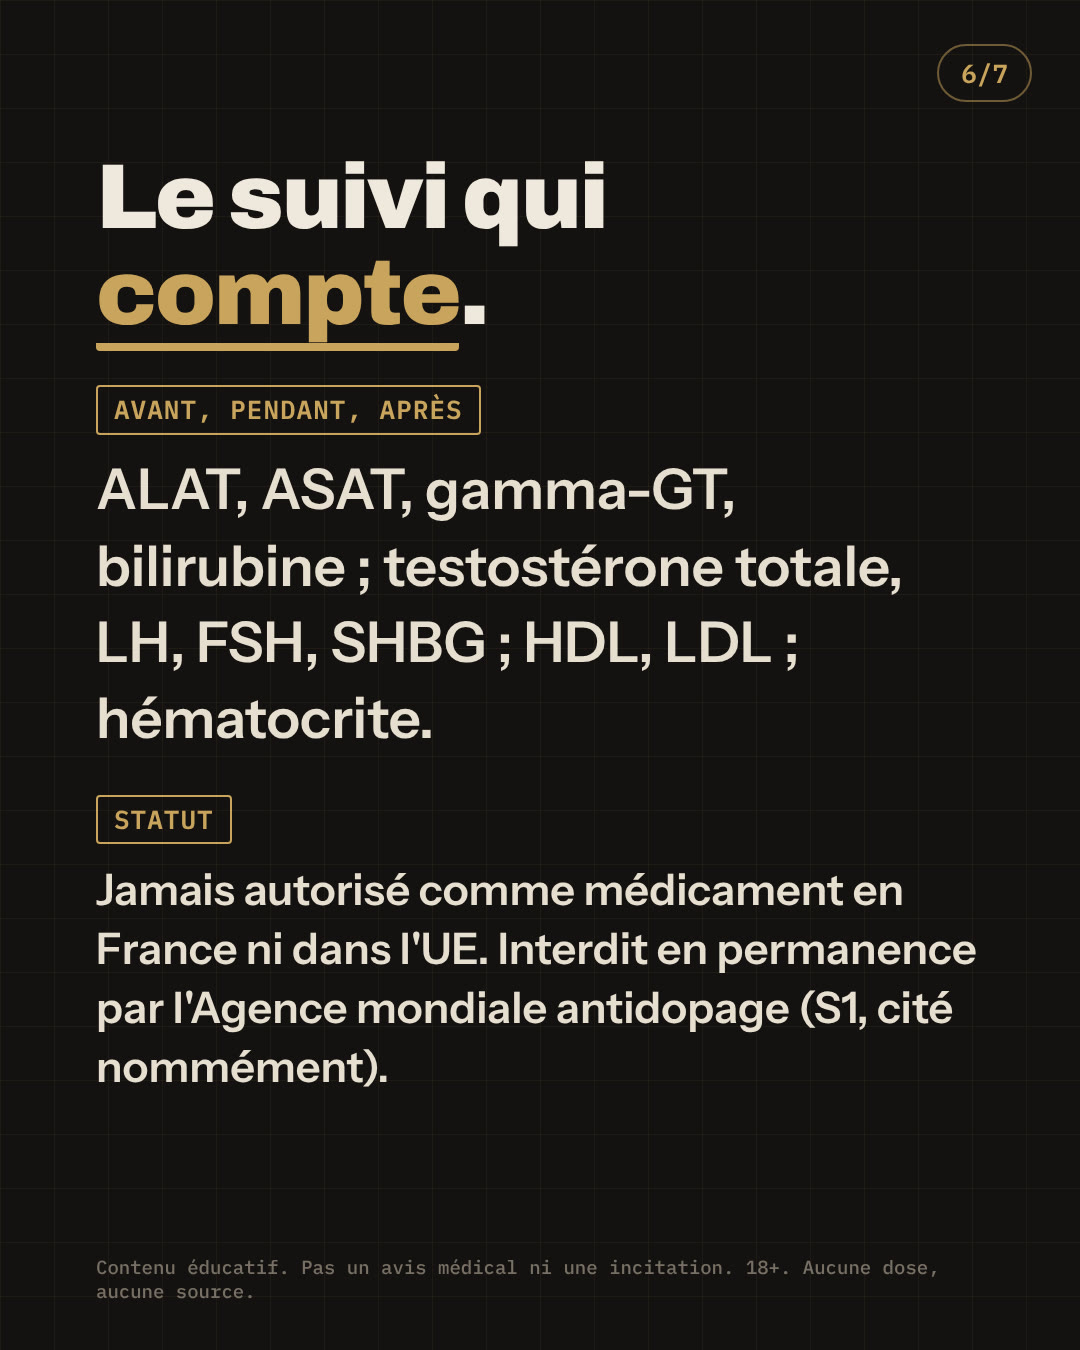 6/7
Le suivi qui
compte.
AVANT, PENDANT, APRÈS
ALAT, ASAT, gamma-GT,
bilirubine ; testostérone totale,
LH, FSH, SHBG ; HDL, LDL ;
hématocrite.
STATUT
Jamais autorisé comme médicament en
France ni dans l'UE. Interdit en permanence
par l'Agence mondiale antidopage (S1, cité
nommément).
Contenu éducatif. Pas un avis médical ni une incitation. 18+. Aucune dose,
aucune source.